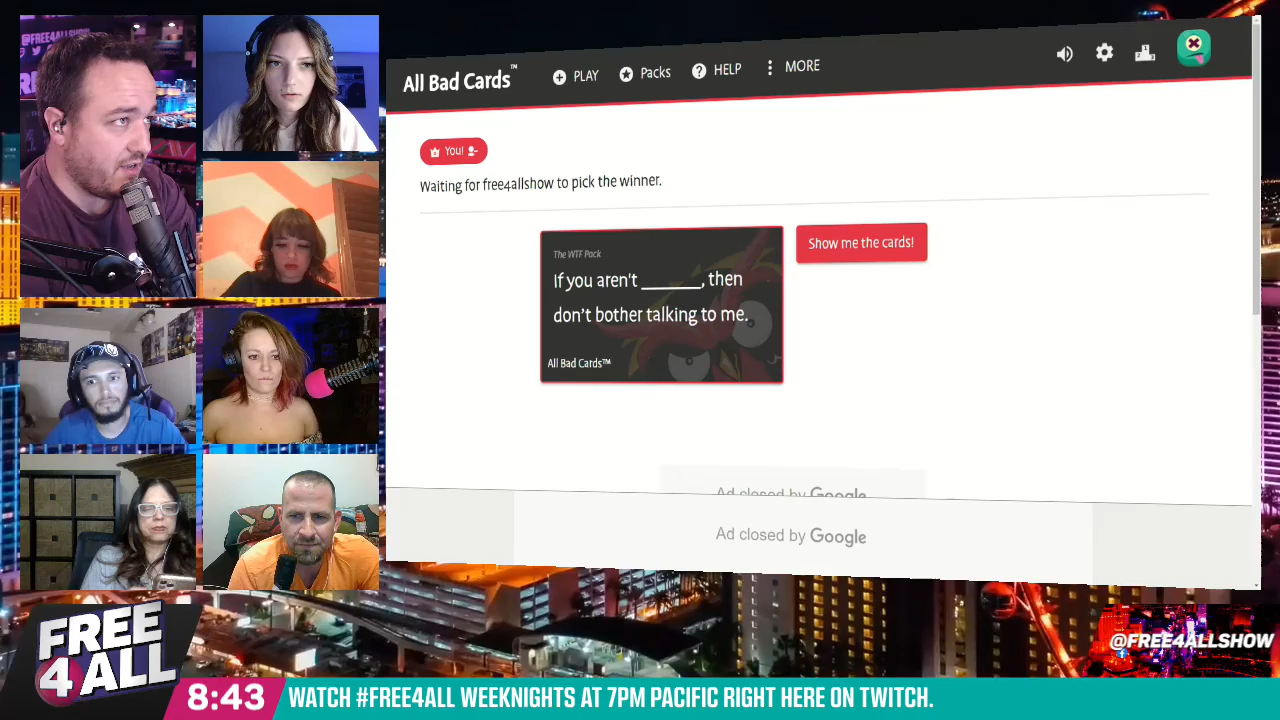 @FREE4ALLSHOW
All Bad Cards™
PLAY
Packs
HELP
MORE
You!
Waiting for free4allshow to pick the winner.
The WTF Pack
If you aren't ______, then
don't bother talking to me.
All Bad Cards™
Show me the cards!
Ad closed by Google
Ad closed by Google
FREE
4 ALL
@FREE4ALLSHOW
8:43
WATCH #FREE4ALL WEEKNIGHTS AT 7PM PACIFIC RIGHT HERE ON TWITCH.